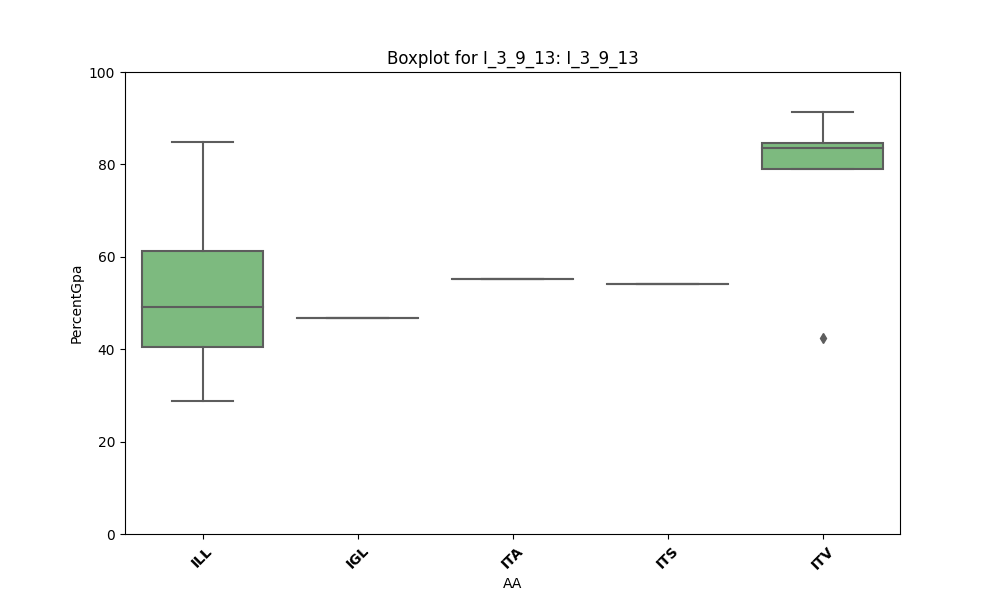 Boxplot for I_3_9_13: I_3_9_13
100
80
60
40
20
0
PercentGpa
ILL
IGL
ITA
ITS
ITV
AA